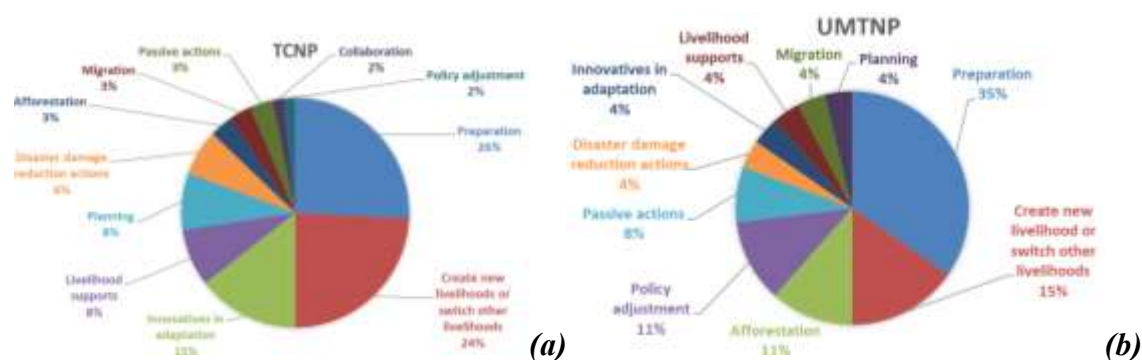 TCNP
Passive actions
3%
Collaboration
2%
Migration
3%
Policy adjustment
2%
Afforestation
3%
Preparation
26%
Disaster damage
reduction actions
6%
Planning
8%
Livelihood
supports
8%
Create new
livelihoods or
switch other
livelihoods
24%
Innovatives in
adaptation
15%
(a)
UMTNP
Livelihood
supports
4%
Migration
4%
Planning
4%
Innovatives in
adaptation
4%
Preparation
35%
Disaster damage
reduction actions
4%
Passive actions
8%
Create new
livelihood or
switch other
livelihoods
15%
Policy
adjustment
11%
Afforestation
11%
(b)